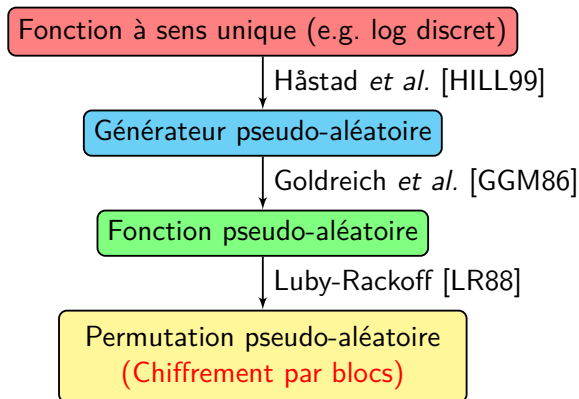 Fonction à sens unique (e.g. log discret)
Håstad et al. [HILL99]
Générateur pseudo-aléatoire
Goldreich et al. [GGM86]
Fonction pseudo-aléatoire
Luby-Rackoff [LR88]
Permutation pseudo-aléatoire
(Chiffrement par blocs)